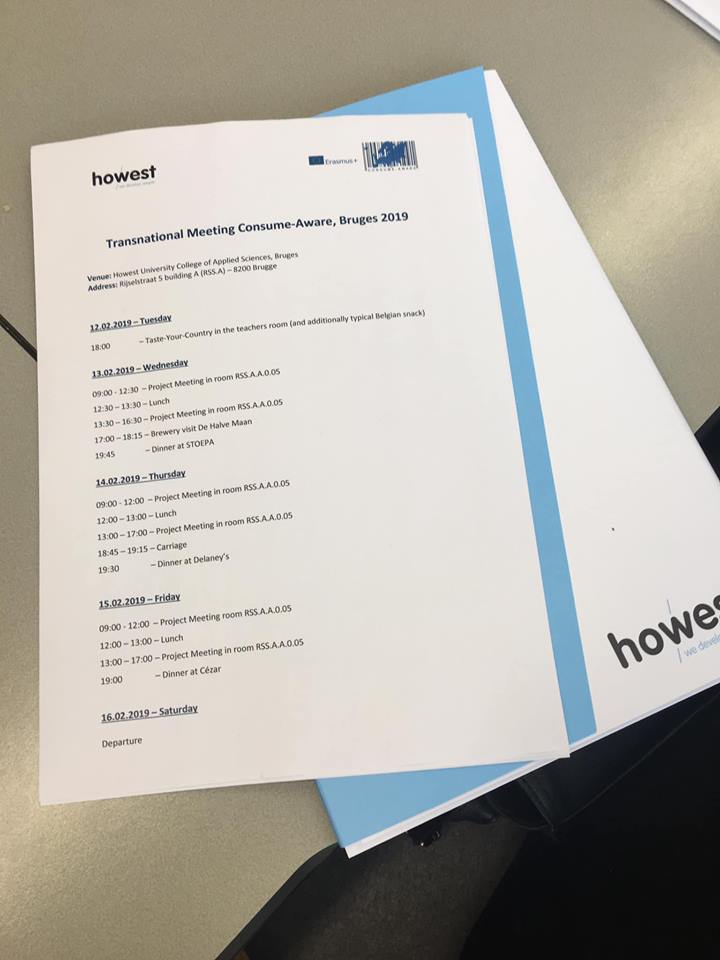 howest
Erasmus+
CONSUME-AWARE
Transnational Meeting Consume-Aware, Bruges 2019
Venue: Howest University College of Applied Sciences, Bruges
Address: Rijselstraat 5 building A (RSS.A) – 8200 Brugge
12.02.2019 – Tuesday
18:00 – Taste-Your-Country in the teachers room (and additionally typical Belgian snack)
13.02.2019 – Wednesday
09:00 - 12:30 – Project Meeting in room RSS.A.A.0.05
12:30 – 13:30 – Lunch
13:30 – 16:30 – Project Meeting in room RSS.A.A.0.05
17:00 – 18:15 – Brewery visit De Halve Maan
19:45 – Dinner at STOEPA
14.02.2019 – Thursday
09:00 - 12:00 – Project Meeting in room RSS.A.A.0.05
12:00 – 13:00 – Lunch
13:00 – 17:00 – Project Meeting in room RSS.A.A.0.05
18:45 – 19:15 – Carriage
19:30 – Dinner at Delaney's
15.02.2019 – Friday
09:00 - 12:00 – Project Meeting in room RSS.A.A.0.05
12:00 – 13:00 – Lunch
13:00 – 17:00 – Project Meeting in room RSS.A.A.0.05
19:00 – Dinner at Cézar
16.02.2019 – Saturday
Departure
howes
we develo